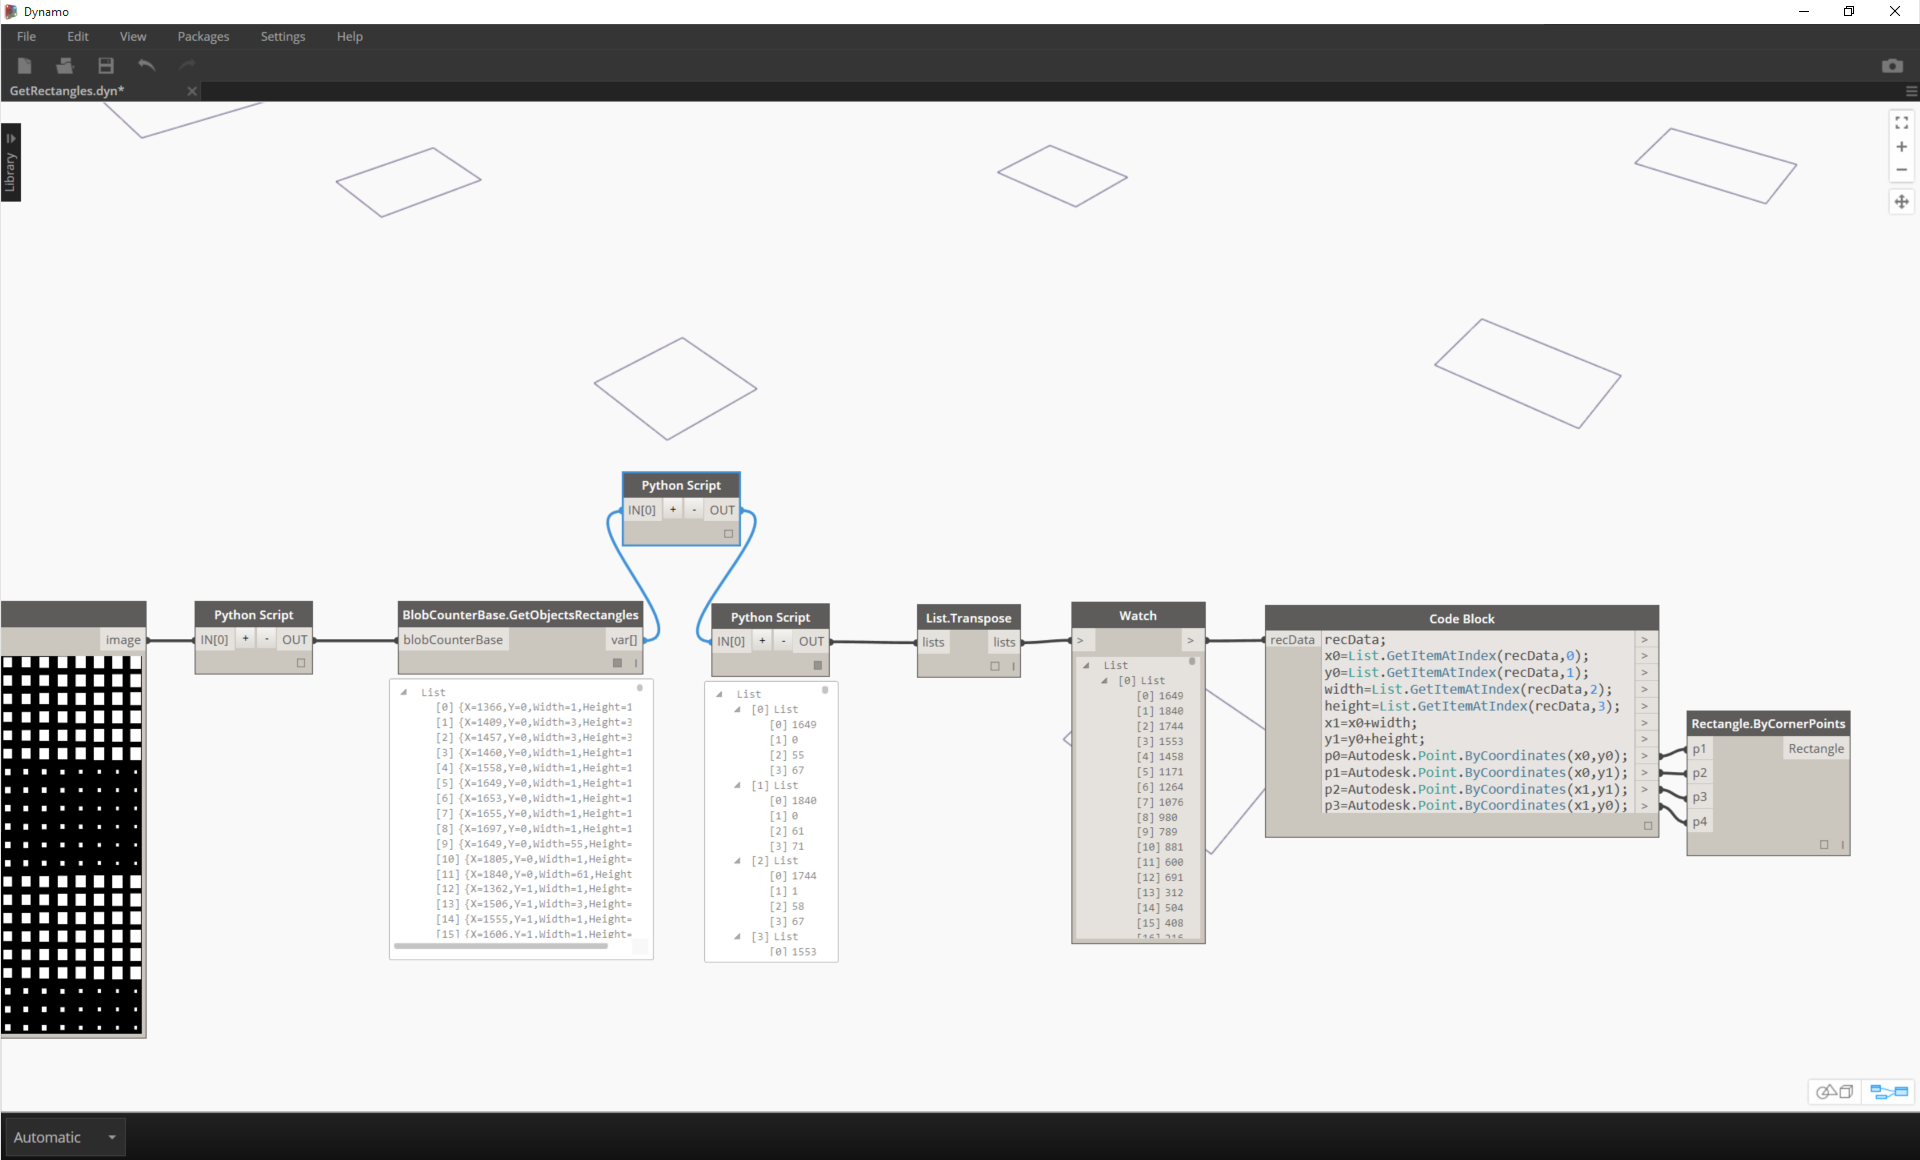 Dynamo
File Edit View Packages Settings Help
GetRectangles.dyn*
Library
Python Script
IN[0] + - OUT
image
Python Script
IN[0] + - OUT
BlobCounterBase.GetObjectsRectangles
blobCounterBase var[]
List
[0] {X=1366,Y=0,Width=1,Height=1
[1] {X=1409,Y=0,Width=3,Height=3
[2] {X=1457,Y=0,Width=3,Height=3
[3] {X=1460,Y=0,Width=1,Height=1
[4] {X=1558,Y=0,Width=1,Height=1
[5] {X=1649,Y=0,Width=1,Height=1
[6] {X=1653,Y=0,Width=1,Height=1
[7] {X=1655,Y=0,Width=1,Height=1
[8] {X=1697,Y=0,Width=1,Height=1
[9] {X=1649,Y=0,Width=55,Height=
[10] {X=1805,Y=0,Width=1,Height=
[11] {X=1840,Y=0,Width=61,Height
[12] {X=1362,Y=1,Width=1,Height=
[13] {X=1506,Y=1,Width=3,Height=
[14] {X=1555,Y=1,Width=1,Height=
[15] {X=1606,Y=1,Width=1,Height=
Python Script
IN[0] + - OUT
List
[0] List
[0] 1649
[1] 0
[2] 55
[3] 67
[1] List
[0] 1840
[1] 0
[2] 61
[3] 71
[2] List
[0] 1744
[1] 1
[2] 58
[3] 67
[3] List
[0] 1553
List.Transpose
lists lists
Watch
> >
List
[0] List
[0] 1649
[1] 1840
[2] 1744
[3] 1553
[4] 1458
[5] 1171
[6] 1264
[7] 1076
[8] 980
[9] 789
[10] 881
[11] 600
[12] 691
[13] 312
[14] 504
[15] 408
[16] 216
Code Block
recData recData; >
x0=List.GetItemAtIndex(recData,0); >
y0=List.GetItemAtIndex(recData,1); >
width=List.GetItemAtIndex(recData,2); >
height=List.GetItemAtIndex(recData,3); >
x1=x0+width; >
y1=y0+height; >
p0=Autodesk.Point.ByCoordinates(x0,y0); >
p1=Autodesk.Point.ByCoordinates(x0,y1); >
p2=Autodesk.Point.ByCoordinates(x1,y1); >
p3=Autodesk.Point.ByCoordinates(x1,y0); >
Rectangle.ByCornerPoints
p1 Rectangle
p2
p3
p4
Automatic